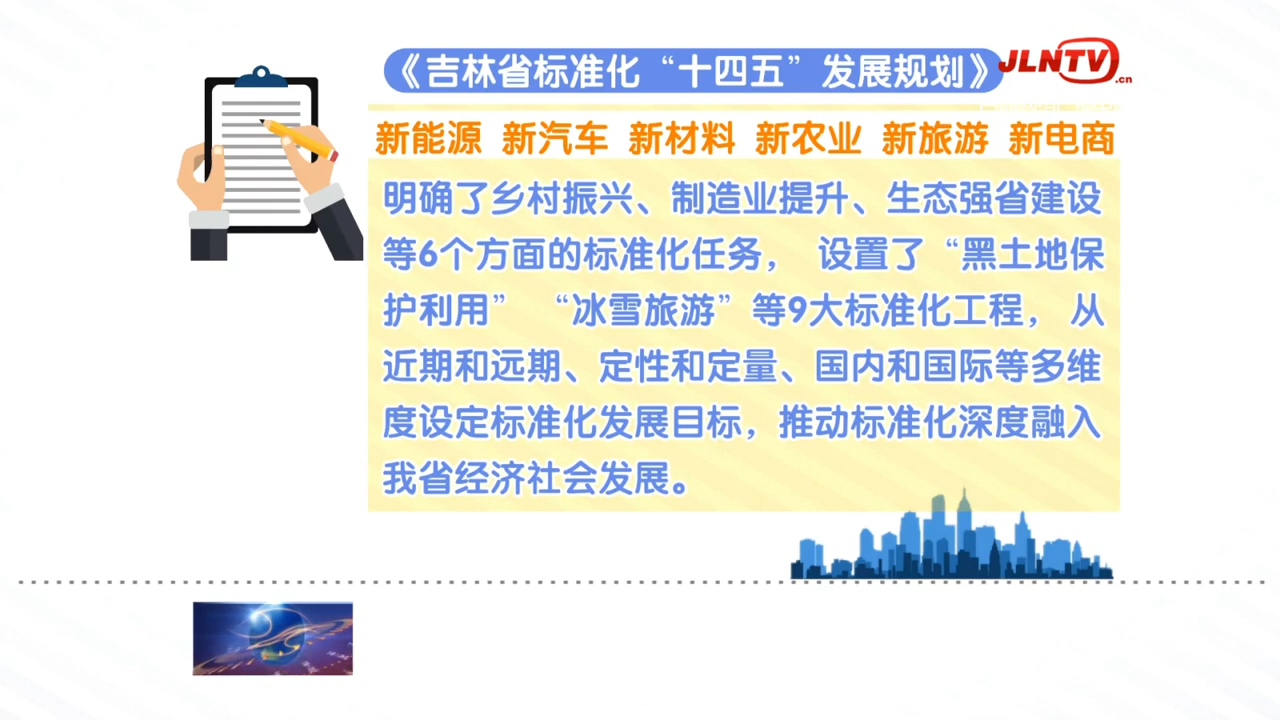 《吉林省标准化“十四五”发展规划》
JLNTV.cn
新能源 新汽车 新材料 新农业 新旅游 新电商
明确了乡村振兴、制造业提升、生态强省建设
等6个方面的标准化任务， 设置了“黑土地保
护利用” “冰雪旅游”等9大标准化工程， 从
近期和远期、定性和定量、国内和国际等多维
度设定标准化发展目标，推动标准化深度融入
我省经济社会发展。